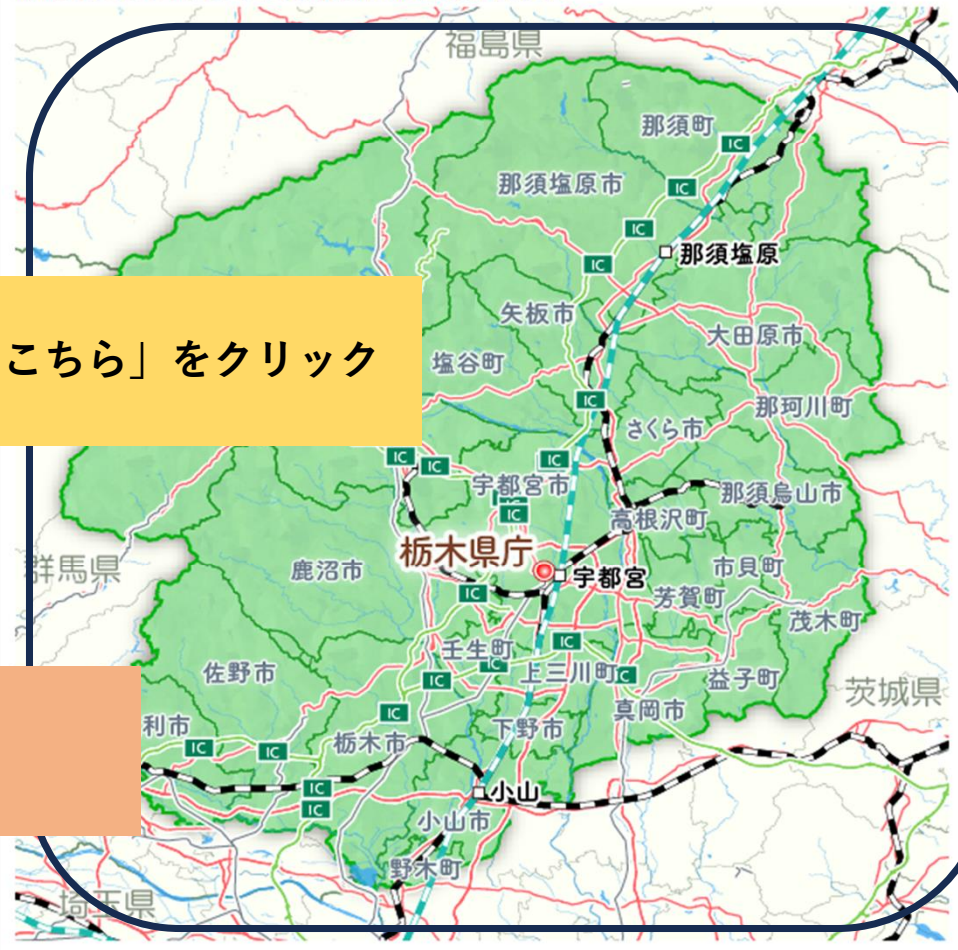 福島県
那須町
IC
那須塩原市
IC
IC
那須塩原
IC
矢板市
大田原市
こちら」をクリック
塩谷町
IC
那珂川町
さくら市
IC
IC
IC
宇都宮市
那須烏山市
IC
高根沢町
栃木県庁
群馬県
鹿沼市
宇都宮
市貝町
IC
芳賀町
茂木町
IC
壬生町
IC
佐野市
上三川町
IC
IC
益子町
茨城県
真岡市
IC
利市
下野市
栃木市
IC
IC
IC
小山
IC
小山市
野木町
埼玉県